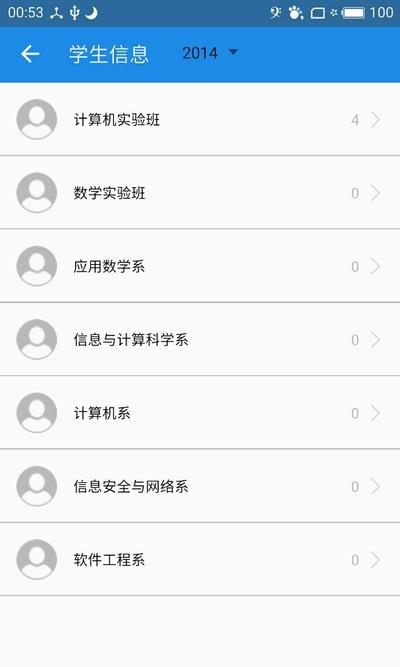 00:53 100
学生信息 2014
计算机实验班 4
数学实验班 0
应用数学系 0
信息与计算科学系 0
计算机系 0
信息安全与网络系 0
软件工程系 0